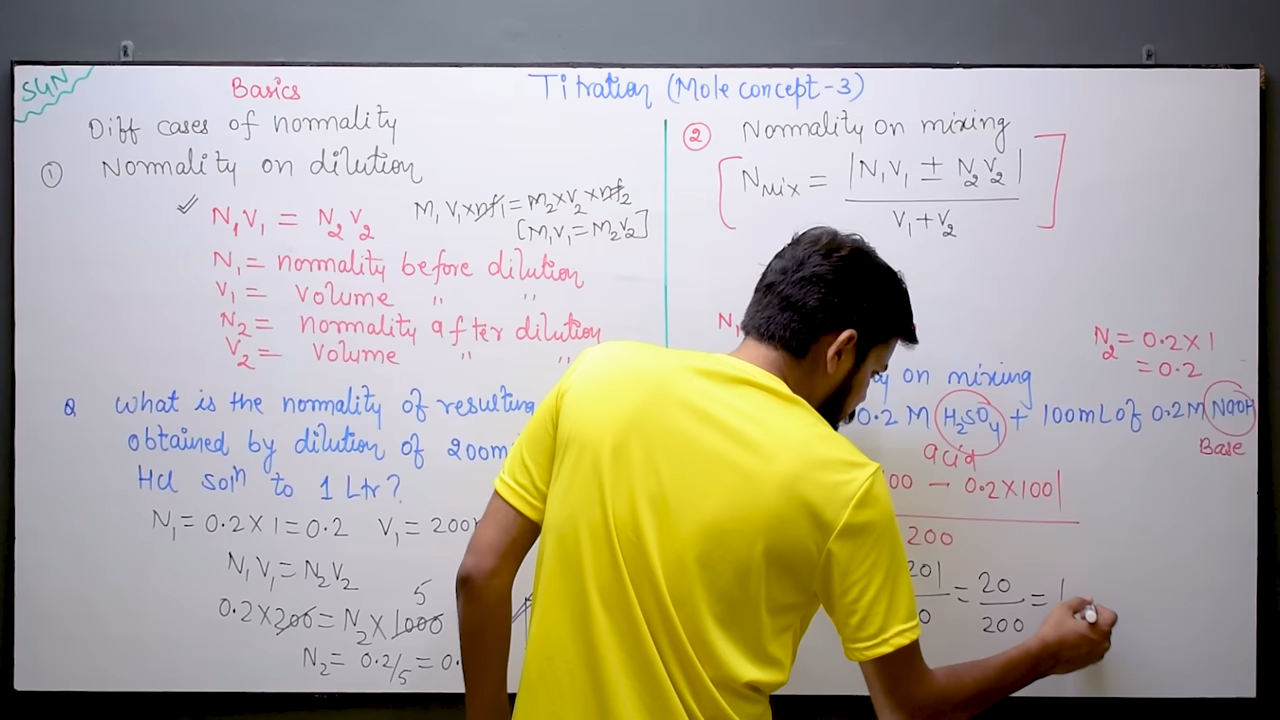 SGN
Basics
Titration (Mole concept-3)
Diff cases of normality
① Normality on dilution
N₁V₁ = N₂V₂
M₁V₁×nf₁ = M₂×V₂×nf₂
[M₁V₁ = M₂V₂]
N₁ = normality before dilution
V₁ = volume " "
N₂ = normality after dilution
V₂ = volume " "
Q what is the normality of resulting
obtained by dilution of 200m
HCl solⁿ to 1 Ltr?
N₁ = 0.2×1 = 0.2 V₁ = 200
N₁V₁ = N₂V₂
5
0.2×200 = N₂×1000
N₂ = 0.2/5 = 0.
② Normality on mixing
[N_Mix = |N₁V₁ ± N₂V₂| / V₁+V₂]
N₁
N₂ = 0.2×1
= 0.2
on mixing
0.2 M H₂SO₄ + 100mL of 0.2M NaOH
acid Base
00 − 0.2×100|
200
20| = 20 = 1
0 200